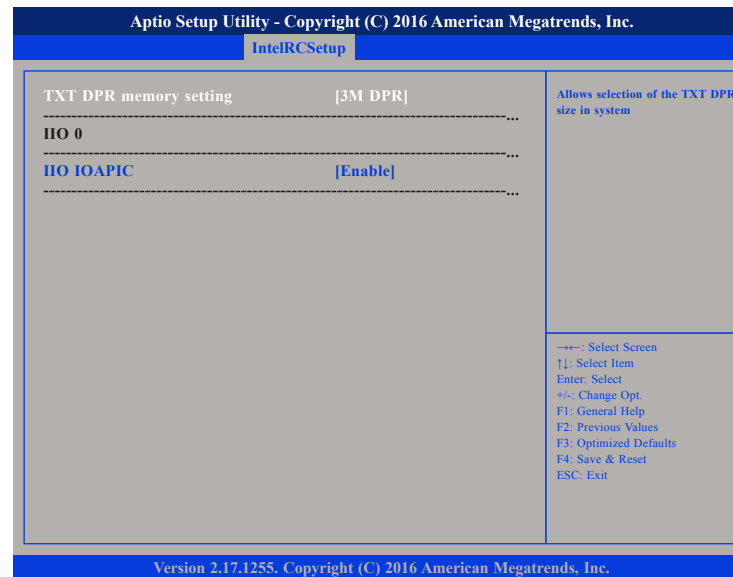 Aptio Setup Utility - Copyright (C) 2016 American Megatrends, Inc.
IntelRCSetup
TXT DPR memory setting [3M DPR]
--------------------------------------------------------------------------------------------...
IIO 0
--------------------------------------------------------------------------------------------...
IIO IOAPIC [Enable]
--------------------------------------------------------------------------------------------...
Allows selection of the TXT DPR
size in system
→←: Select Screen
↑↓: Select Item
Enter: Select
+/-: Change Opt.
F1: General Help
F2: Previous Values
F3: Optimized Defaults
F4: Save & Reset
ESC: Exit
Version 2.17.1255. Copyright (C) 2016 American Megatrends, Inc.